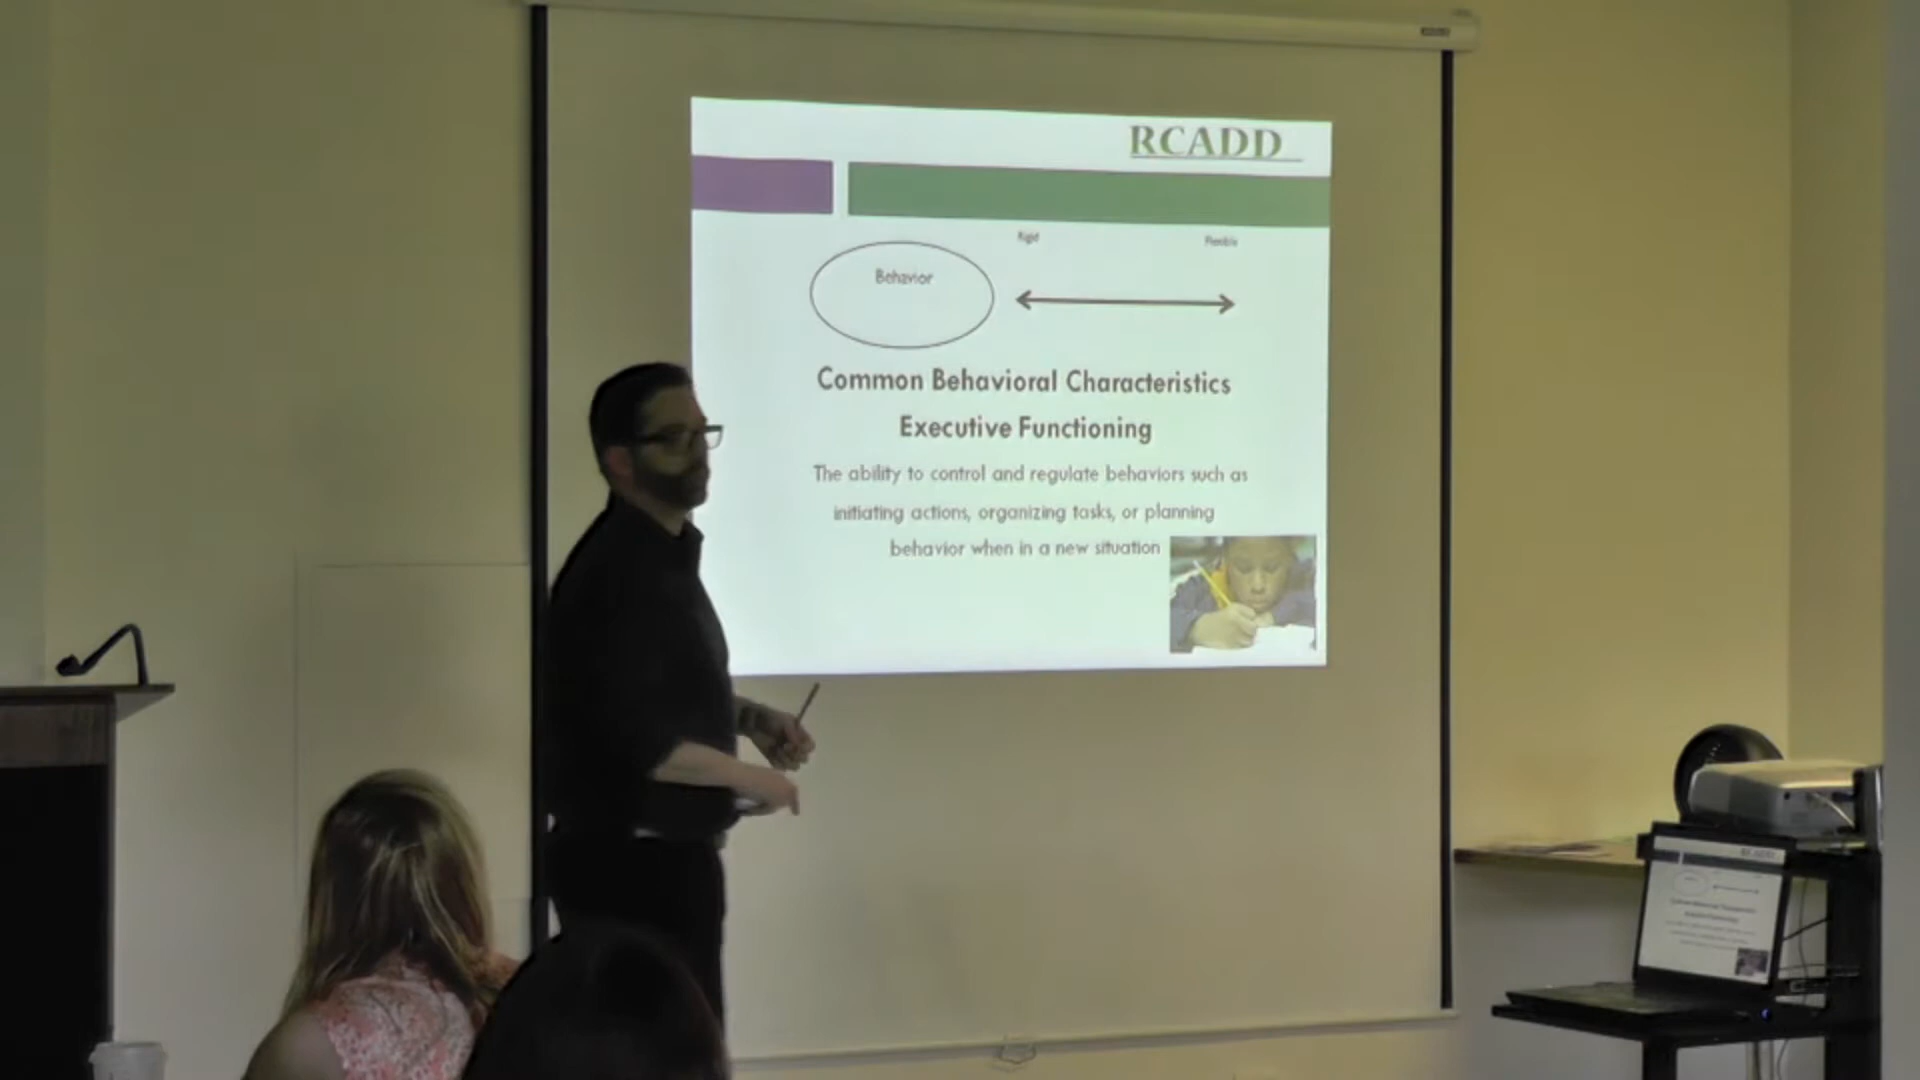 RCADD
Rigid
Flexible
Behavior
Common Behavioral Characteristics
Executive Functioning
The ability to control and regulate behaviors such as
initiating actions, organizing tasks, or planning
behavior when in a new situation